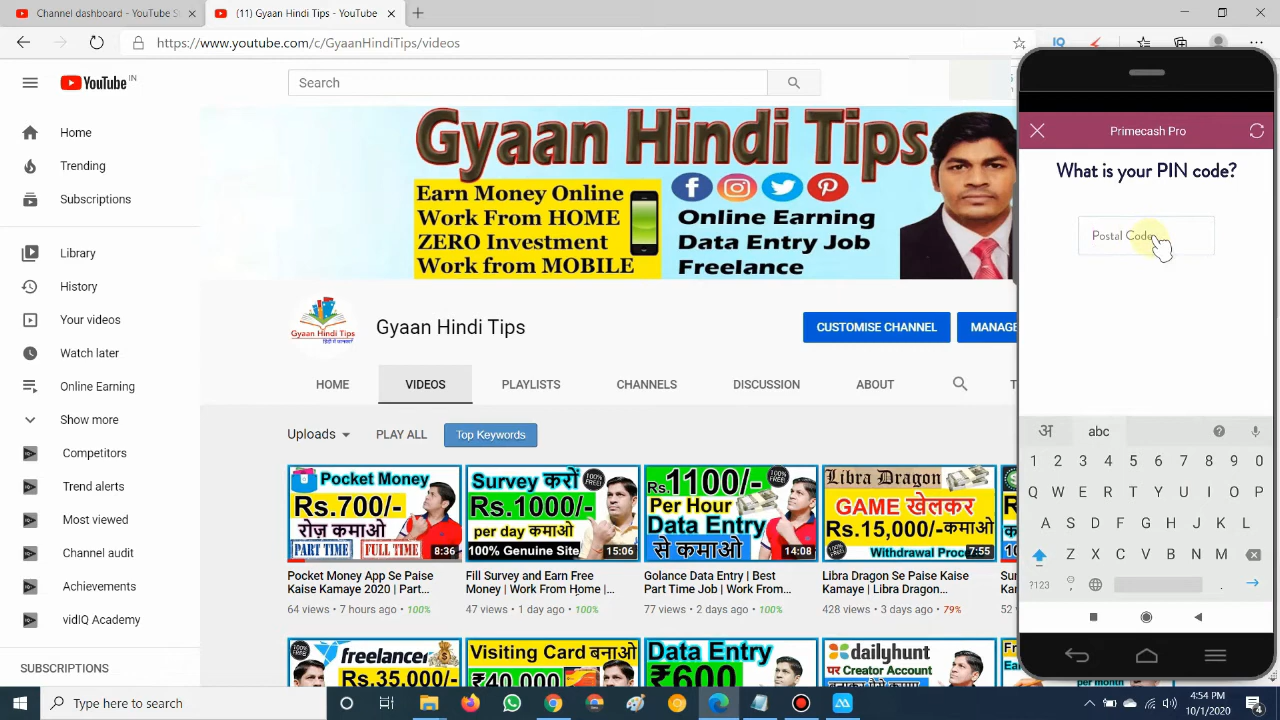 Channel dashboard - YouTube St
(11) Gyaan Hindi Tips - YouTube
https://www.youtube.com/c/GyaanHindiTips/videos
YouTube IN
Search
Home
Trending
Subscriptions
Library
History
Your videos
Watch later
Online Earning
Show more
Competitors
Trend alerts
Most viewed
Channel audit
Achievements
vidIQ Academy
SUBSCRIPTIONS
Gyaan Hindi Tips
Earn Money Online
Work From HOME
ZERO Investment
Work from MOBILE
Online Earning
Data Entry Job
Freelance
Gyaan Hindi Tips
Gyaan Hindi Tips
CUSTOMISE CHANNEL
MANAGE
HOME
VIDEOS
PLAYLISTS
CHANNELS
DISCUSSION
ABOUT
Uploads
PLAY ALL
Top Keywords
Pocket Money
Rs.700/-
रोज़ कमाओ
PART TIME
FULL TIME
8:36
Pocket Money App Se Paise
Kaise Kamaye 2020 | Part...
64 views • 7 hours ago • 100%
Survey करों
Rs.1000/-
per day कमाओ
100% Genuine Site
15:06
Fill Survey and Earn Free
Money | Work From Home |...
47 views • 1 day ago • 100%
Rs.1100/-
Per Hour
Data Entry
से कमाओ
14:08
Golance Data Entry | Best
Part Time Job | Work From...
77 views • 2 days ago • 100%
Libra Dragon
GAME खेलकर
Rs.15,000/-कमाओ
Withdrawal Proc
7:55
Libra Dragon Se Paise Kaise
Kamaye | Libra Dragon...
428 views • 3 days ago • 79%
freelancer
Rs.35,000/-
Visiting Card बनाओ
₹40,000
Data Entry
₹600
dailyhunt
पर Creator Account
Primecash Pro
What is your PIN code?
Postal Code
अ abc
1 2 3 4 5 6 7 8 9 0
Q W E R T Y U I O P
A S D F G H J K L
Z X C V B N M
?123 , .
Type here to search
4:54 PM
10/1/2020